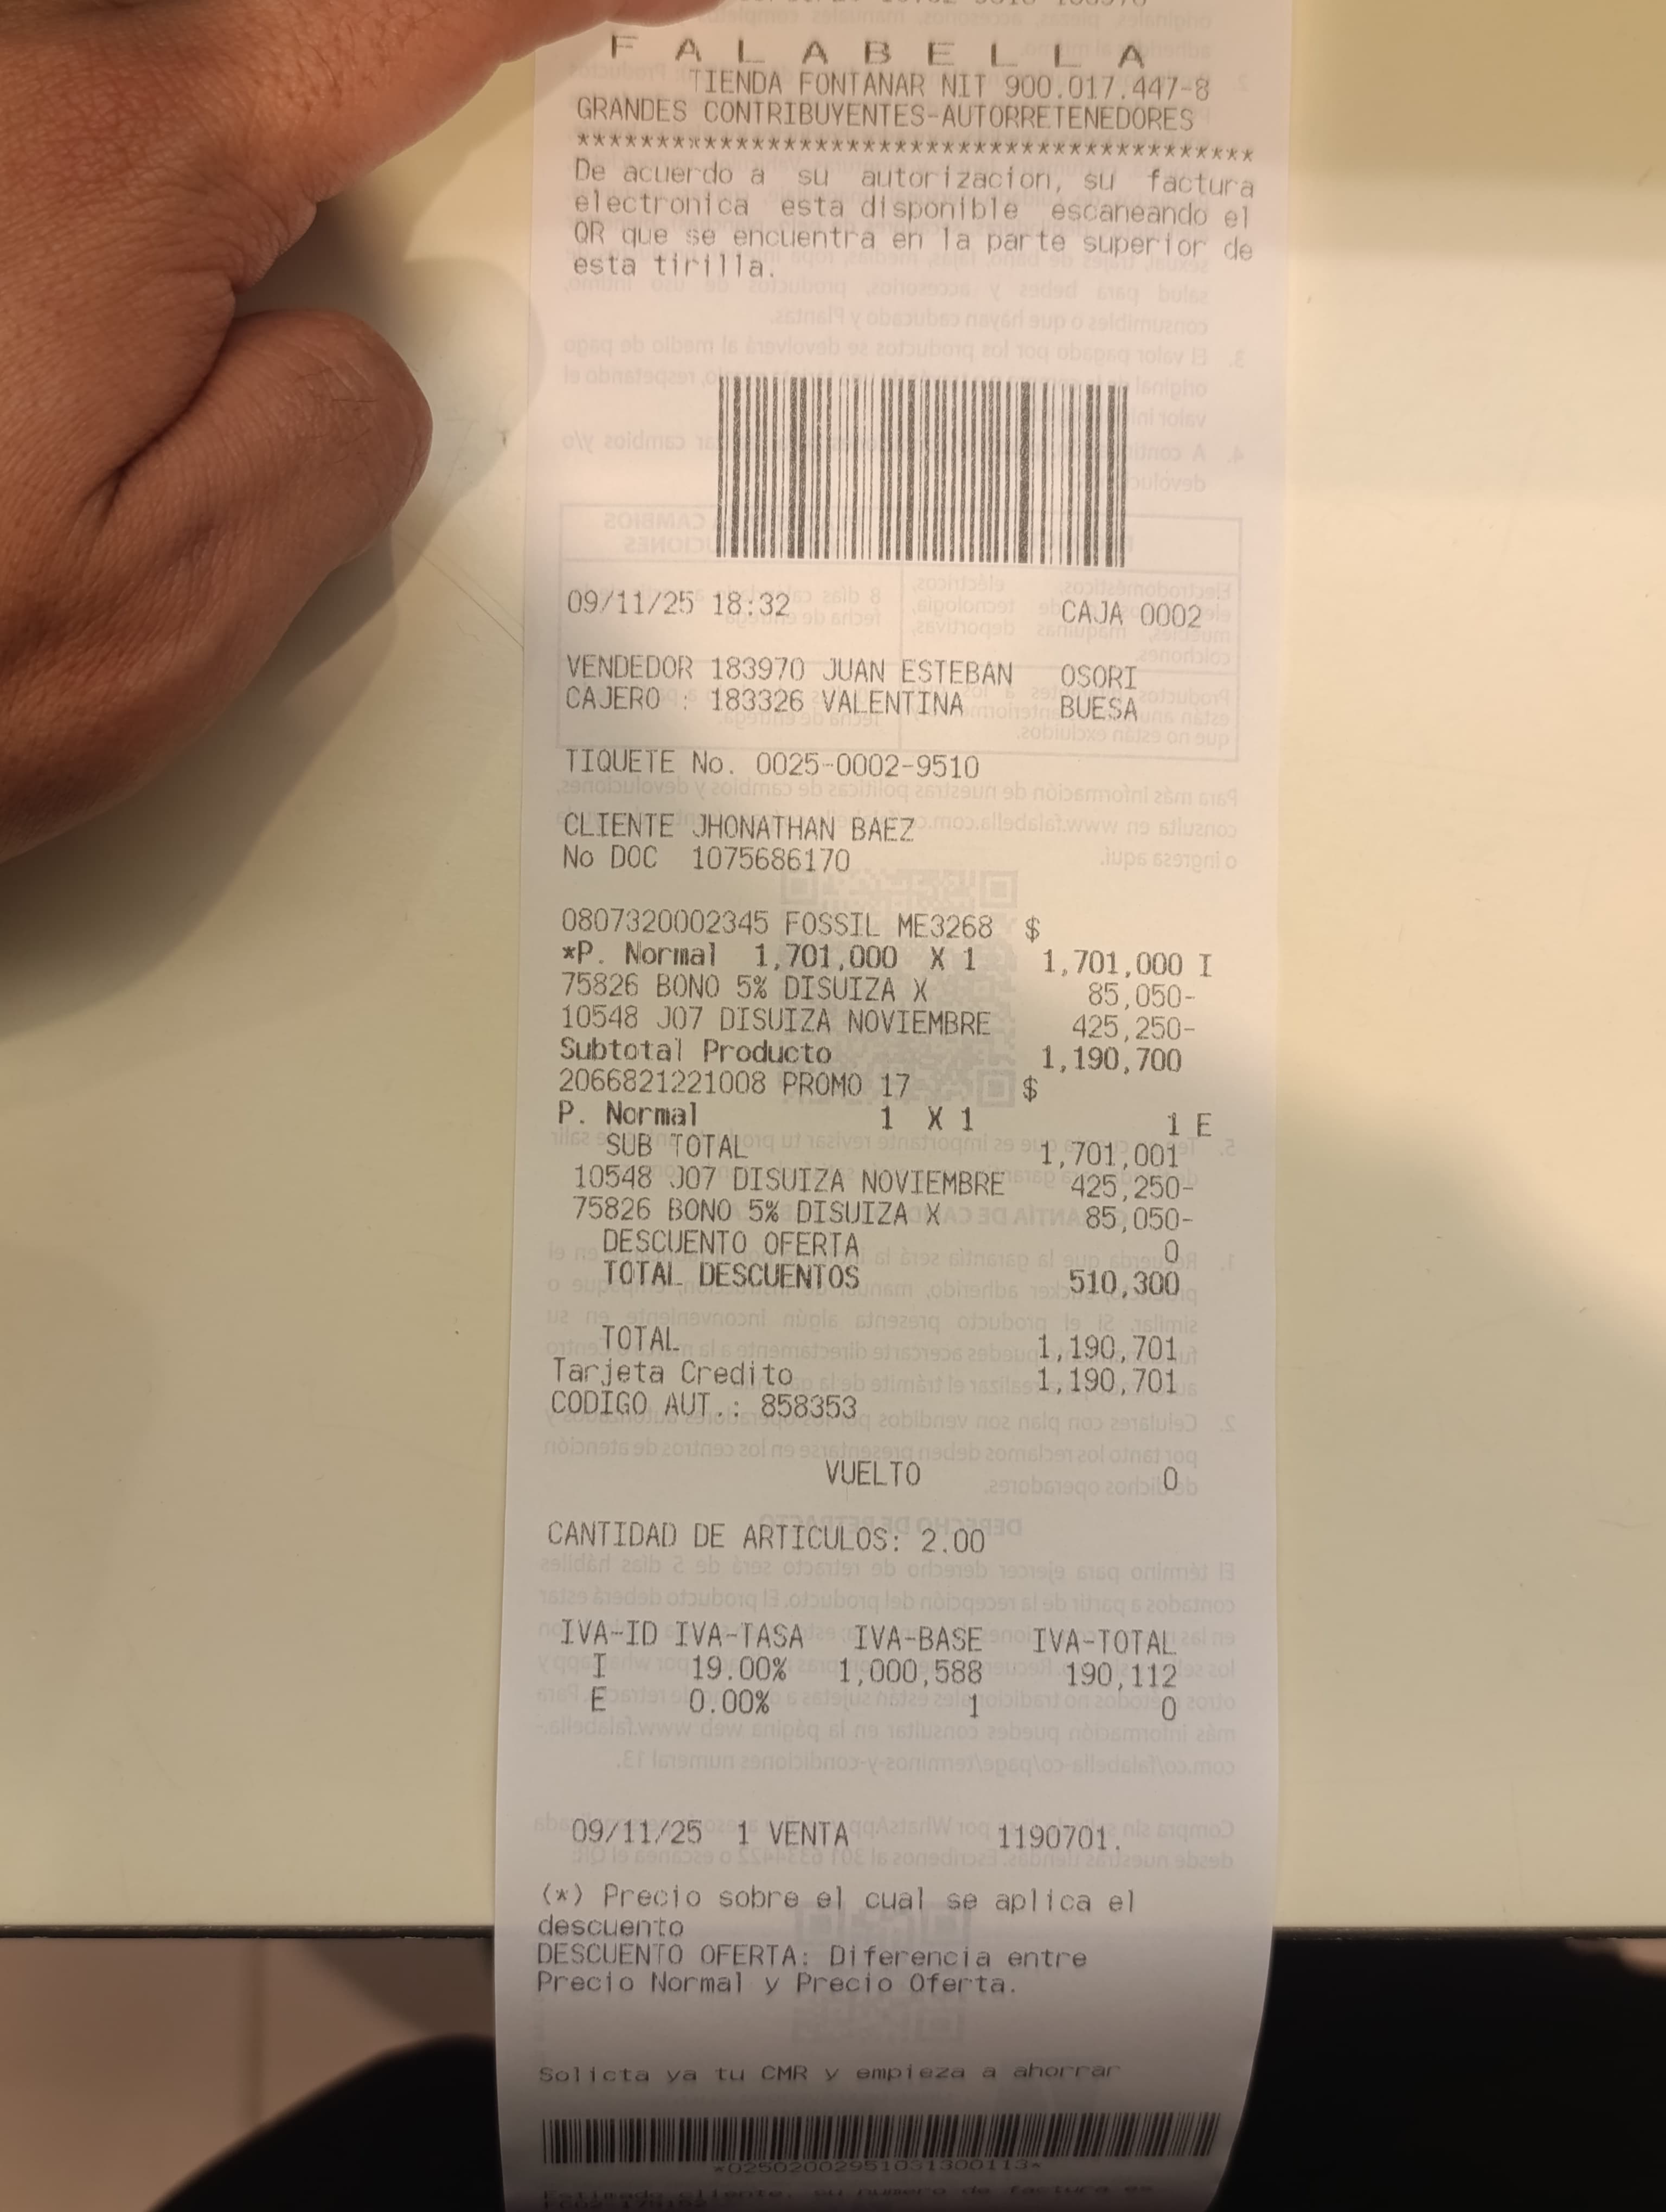 F A L A B E L L A
TIENDA FONTANAR NIT 900.017.447-8
GRANDES CONTRIBUYENTES-AUTORRETENEDORES
*******************************************
De acuerdo a su autorizacion, su factura
electronica esta disponible escaneando el
QR que se encuentra en la parte superior de
esta tirilla.
09/11/25 18:32 CAJA 0002
VENDEDOR 183970 JUAN ESTEBAN OSORI
CAJERO : 183326 VALENTINA BUESA
TIQUETE No. 0025-0002-9510
CLIENTE JHONATHAN BAEZ
No DOC 1075686170
0807320002345 FOSSIL ME3268 $
*P. Normal 1,701,000 X 1 1,701,000 I
75826 BONO 5% DISUIZA X 85,050-
10548 J07 DISUIZA NOVIEMBRE 425,250-
Subtotal Producto 1,190,700
2066821221008 PROMO 17 $
P. Normal 1 X 1 1 E
SUB TOTAL 1,701,001
10548 J07 DISUIZA NOVIEMBRE 425,250-
75826 BONO 5% DISUIZA X 85,050-
DESCUENTO OFERTA 0
TOTAL DESCUENTOS 510,300
TOTAL 1,190,701
Tarjeta Credito 1,190,701
CODIGO AUT.: 858353
VUELTO 0
CANTIDAD DE ARTICULOS: 2.00
IVA-ID IVA-TASA IVA-BASE IVA-TOTAL
I 19.00% 1,000,588 190,112
E 0.00% 1 0
09/11/25 1 VENTA 1190701.
(*) Precio sobre el cual se aplica el
descuento
DESCUENTO OFERTA: Diferencia entre
Precio Normal y Precio Oferta.
Solicta ya tu CMR y empieza a ahorrar
Estimado cliente, su numero de factura es